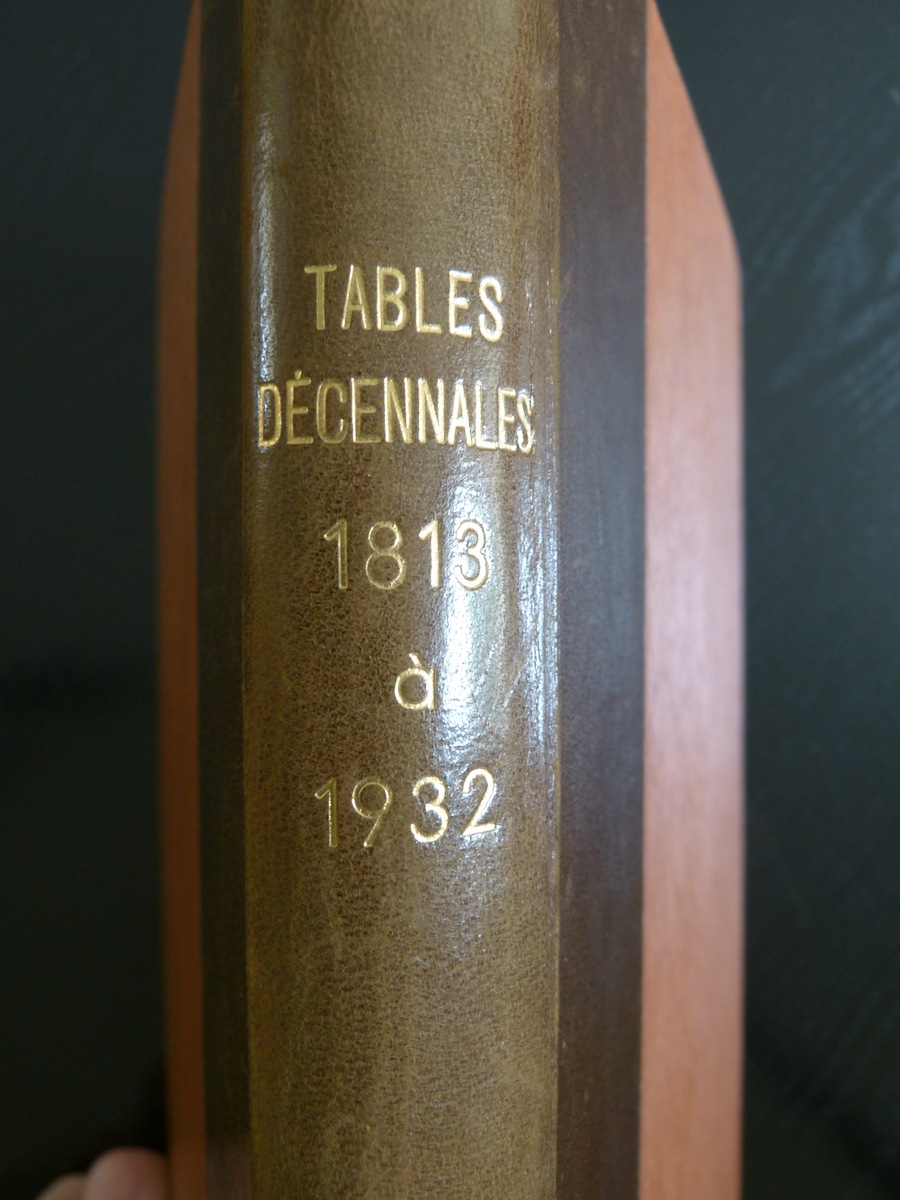 TABLES
DÉCENNALES
1813
à
1932